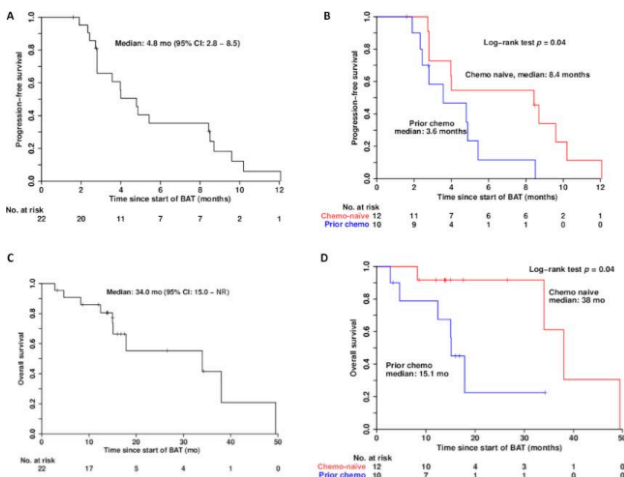 A
Median: 4.8 mo (95% CI: 2.8 – 8.5)
Progression-free survival
1.0
0.8
0.6
0.4
0.2
0.0
0 2 4 6 8 10 12
Time since start of BAT (months)
No. at risk
22 20 11 7 7 2 1
B
Log-rank test p = 0.04
Chemo naive, median: 8.4 months
Prior chemo
median: 3.6 months
Progression-free survival
1.0
0.8
0.6
0.4
0.2
0.0
0 2 4 6 8 10 12
Time since start of BAT (months)
No. at risk
Chemo-naive 12 11 7 6 6 2 1
Prior chemo 10 9 4 1 1 0 0
C
Median: 34.0 mo (95% CI: 15.0 – NR)
Overall survival
1.0
0.8
0.6
0.4
0.2
0.0
0 10 20 30 40 50
Time since start of BAT (mo)
No. at risk
22 17 5 4 1 0
D
Log-rank test p = 0.04
Chemo naive
median: 38 mo
Prior chemo
median: 15.1 mo
Overall survival
1.0
0.8
0.6
0.4
0.2
0.0
0 10 20 30 40 50
Time since start of BAT (months)
No. at risk
Chemo-naive 12 10 4 3 1 0
Prior chemo 10 7 1 1 0 0